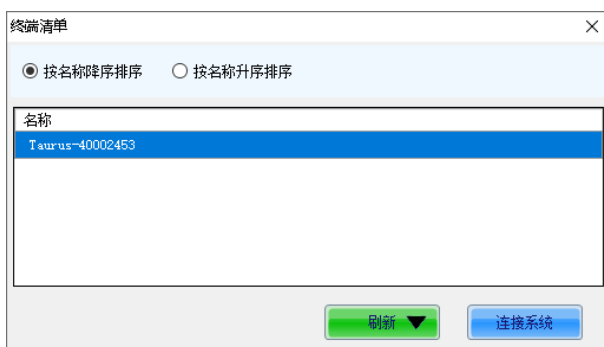 终端清单
按名称降序排序 按名称升序排序
名称
Taurus-40002453
刷新 连接系统